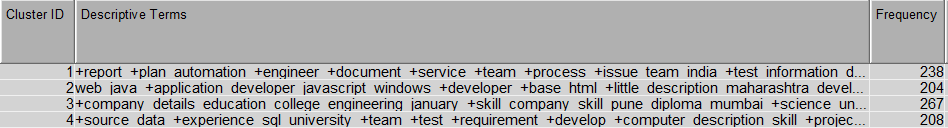 Cluster ID Descriptive Terms Frequency
1 +report +plan automation +engineer +document +service +team +process +issue team india +test information d... 238
2 web java +application developer javascript windows +developer +base html +little description maharashtra devel... 204
3 +company details education college engineering january +skill company skill pune diploma mumbai +science un... 267
4 +source data +experience sql university +team +test +requirement +develop +computer description skill +projec... 208